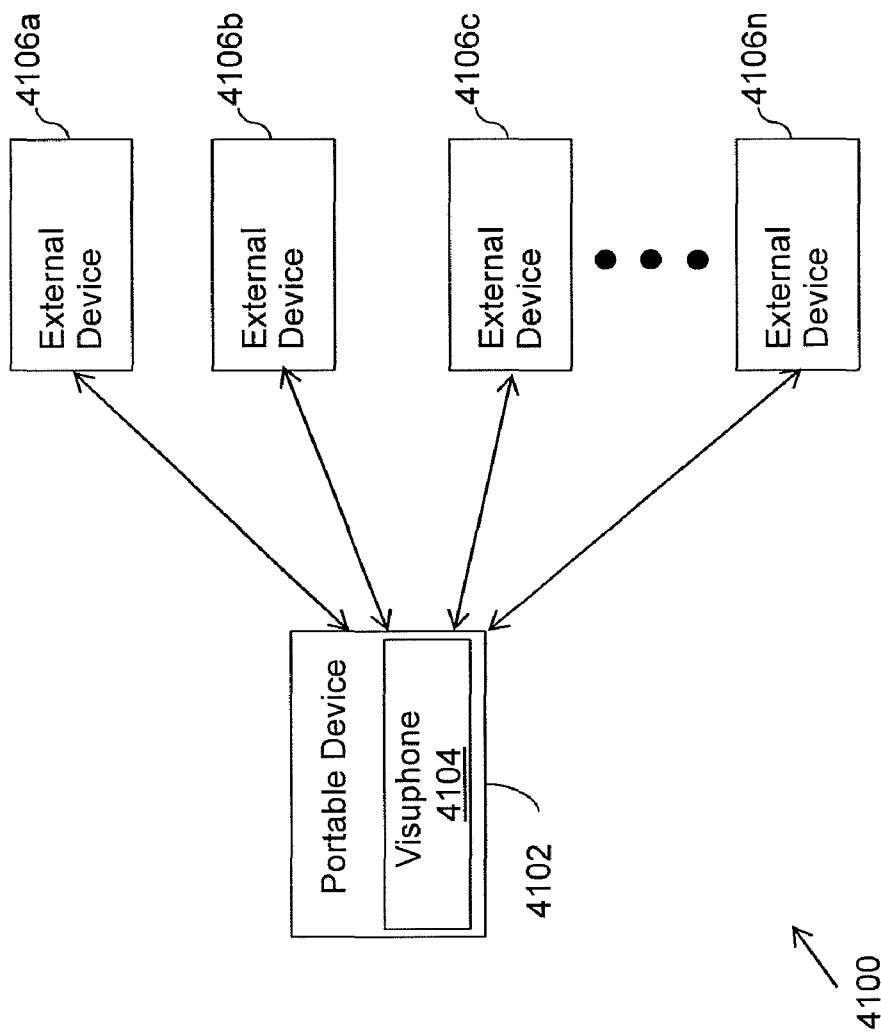 4106a
External
Device
4106b
External
Device
4106c
External
Device
4106n
External
Device
Portable Device
Visuphone
4104
4102
4100